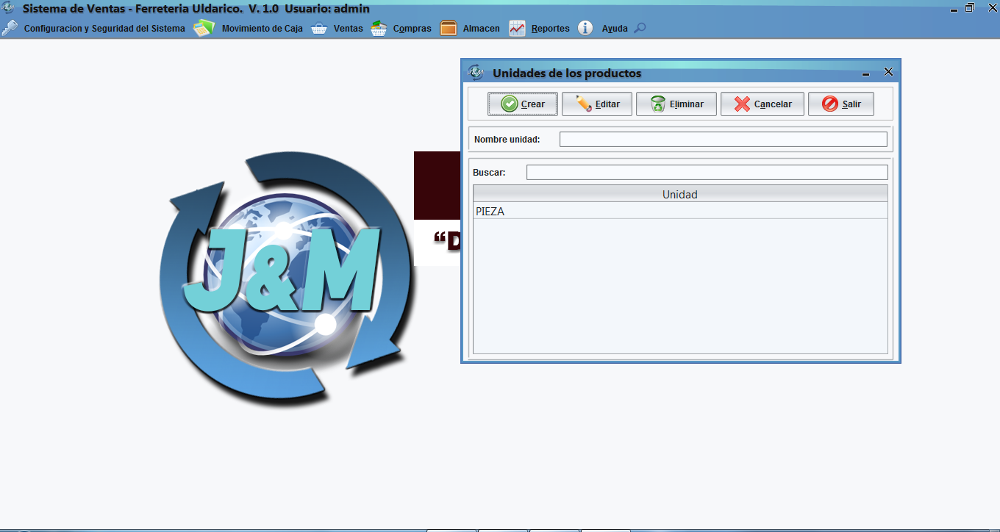 Sistema de Ventas - Ferreteria Uldarico. V. 1.0 Usuario: admin
Configuracion y Seguridad del Sistema Movimiento de Caja Ventas Compras Almacen Reportes Ayuda
J&M Unidades de los productos
Crear Editar Eliminar Cancelar Salir
Nombre unidad:
Buscar:
Unidad
PIEZA
J&M
“D